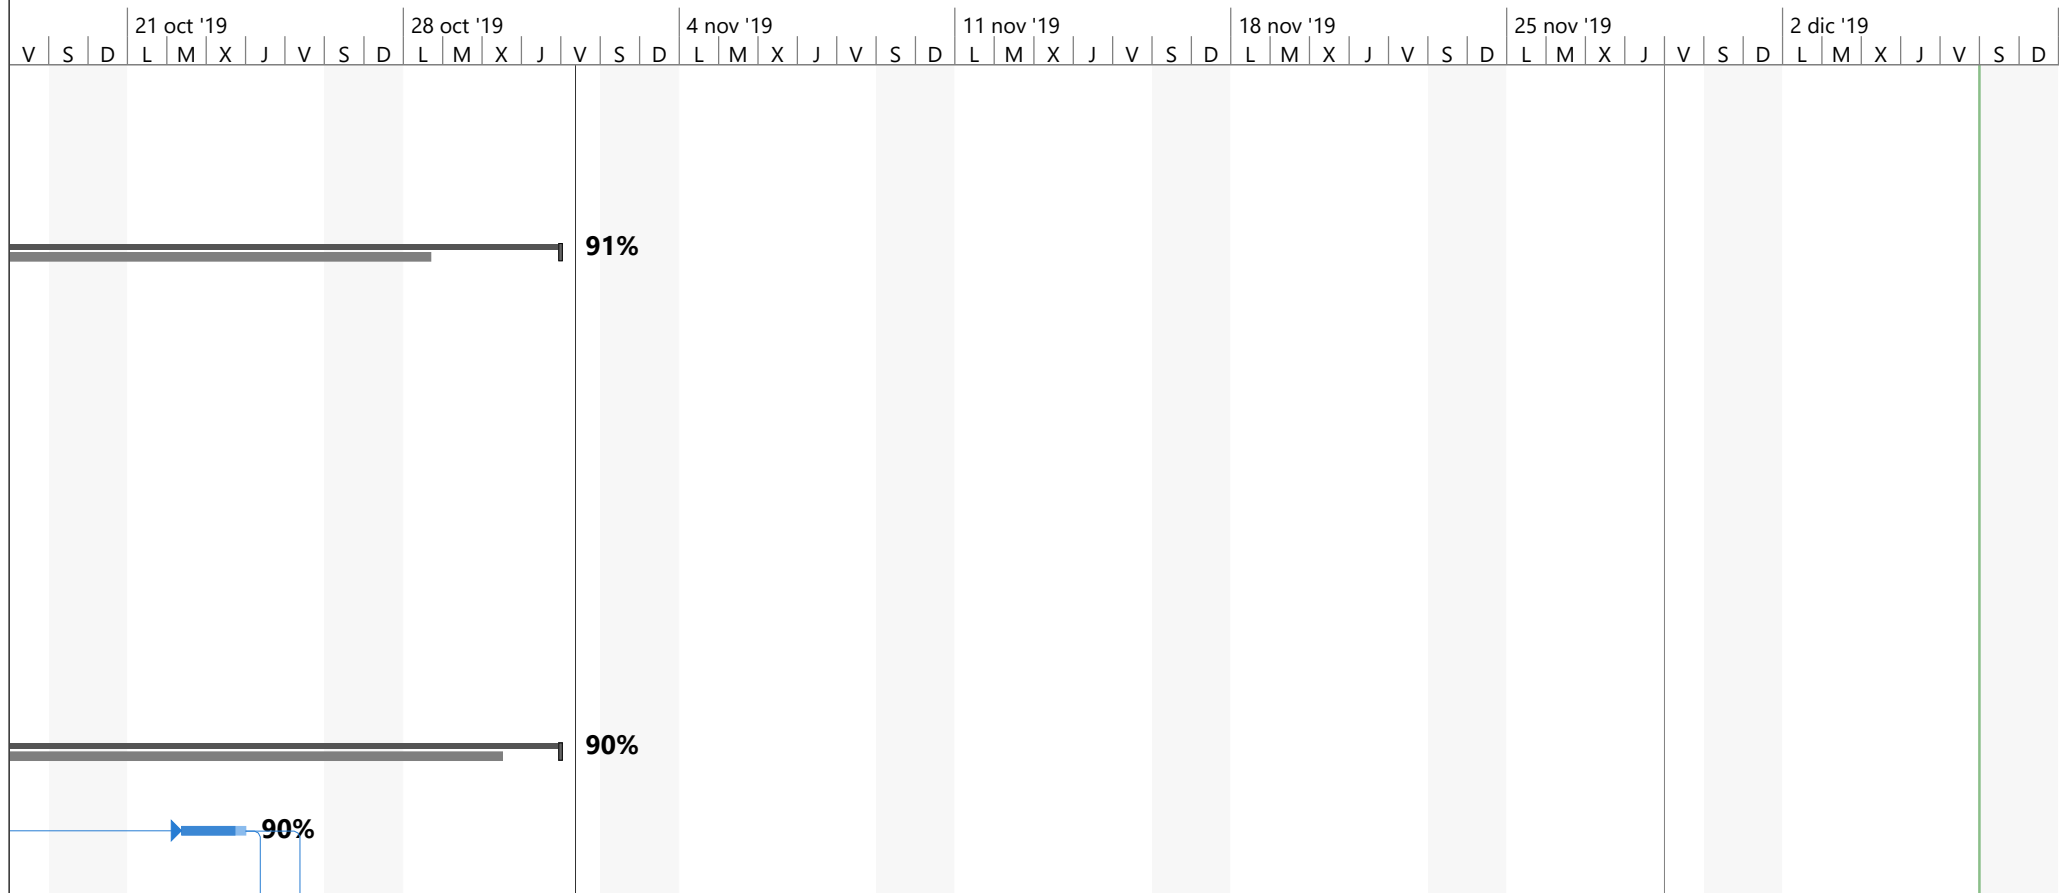 21 oct '19 28 oct '19 4 nov '19 11 nov '19 18 nov '19 25 nov '19 2 dic '19
V S D L M X J V S D L M X J V S D L M X J V S D L M X J V S D L M X J V S D L M X J V S D L M X J V S D
91%
90%
90%